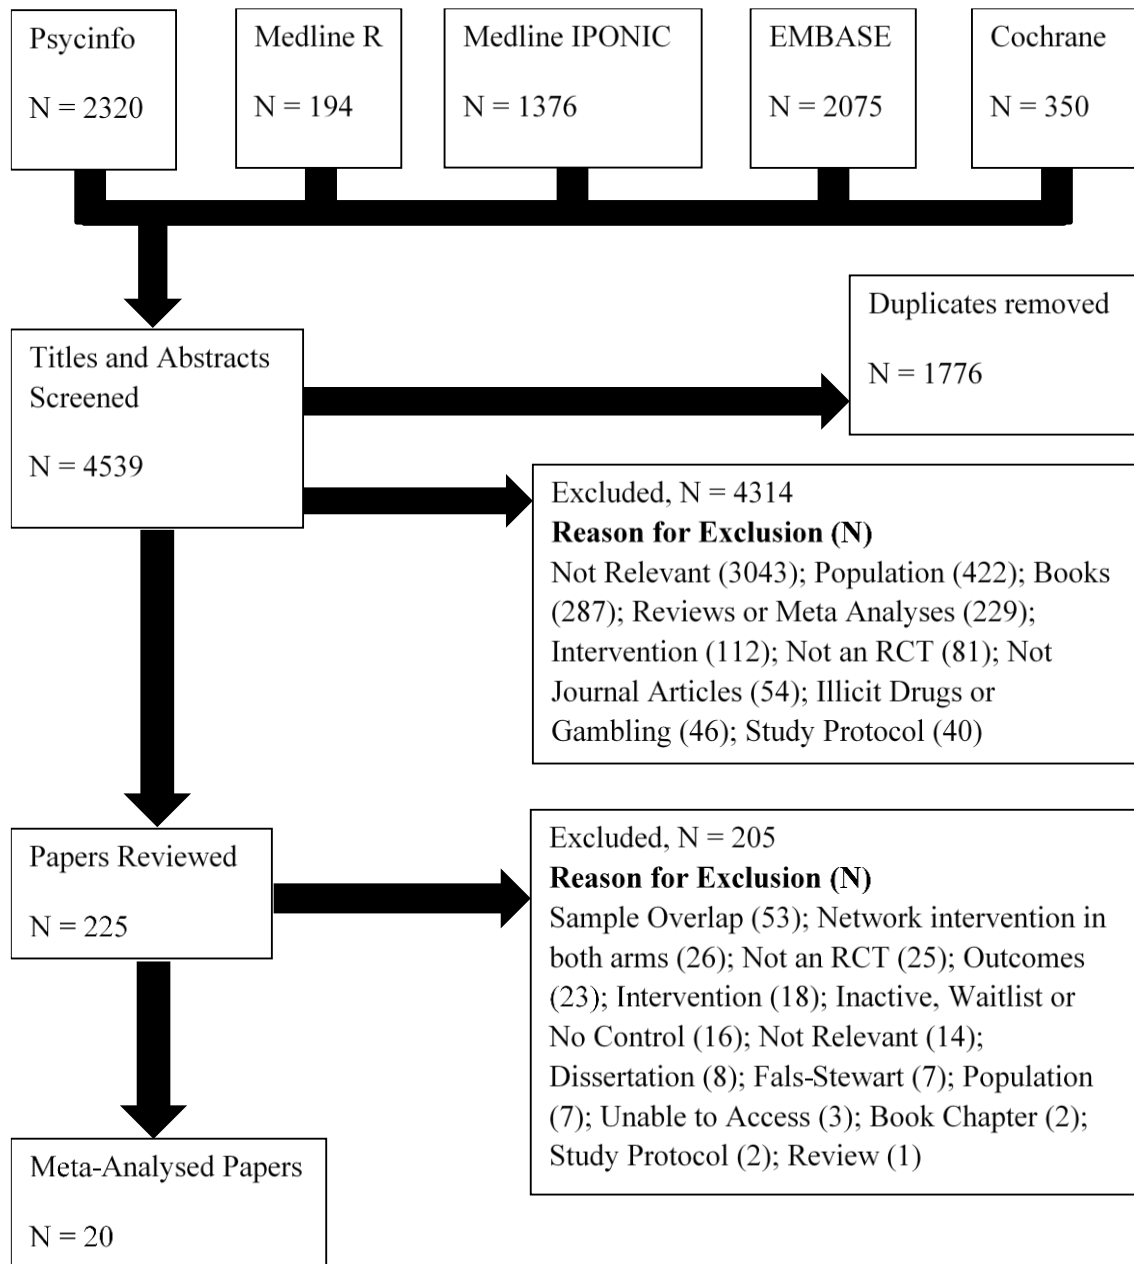 Psycinfo
N = 2320
Medline R
N = 194
Medline IPONIC
N = 1376
EMBASE
N = 2075
Cochrane
N = 350
Duplicates removed
N = 1776
Titles and Abstracts
Screened
N = 4539
Excluded, N = 4314
Reason for Exclusion (N)
Not Relevant (3043); Population (422); Books
(287); Reviews or Meta Analyses (229);
Intervention (112); Not an RCT (81); Not
Journal Articles (54); Illicit Drugs or
Gambling (46); Study Protocol (40)
Papers Reviewed
N = 225
Excluded, N = 205
Reason for Exclusion (N)
Sample Overlap (53); Network intervention in
both arms (26); Not an RCT (25); Outcomes
(23); Intervention (18); Inactive, Waitlist or
No Control (16); Not Relevant (14);
Dissertation (8); Fals-Stewart (7); Population
(7); Unable to Access (3); Book Chapter (2);
Study Protocol (2); Review (1)
Meta-Analysed Papers
N = 20